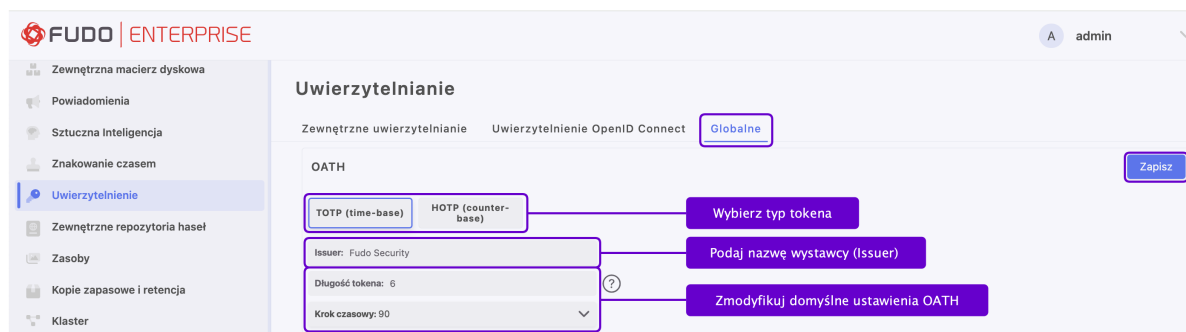 FUDO ENTERPRISE
A admin
Zewnętrzna macierz dyskowa
Powiadomienia
Sztuczna Inteligencja
Znakowanie czasem
Uwierzytelnienie
Zewnętrzne repozytoria haseł
Zasoby
Kopie zapasowe i retencja
Klaster
Uwierzytelnianie
Zewnętrzne uwierzytelnianie Uwierzytelnienie OpenID Connect Globalne
OATH
Zapisz
TOTP (time-base)
HOTP (counter-
base)
Wybierz typ tokena
Issuer: Fudo Security
Podaj nazwę wystawcy (Issuer)
Długość tokena: 6
?
Zmodyfikuj domyślne ustawienia OATH
Krok czasowy: 90